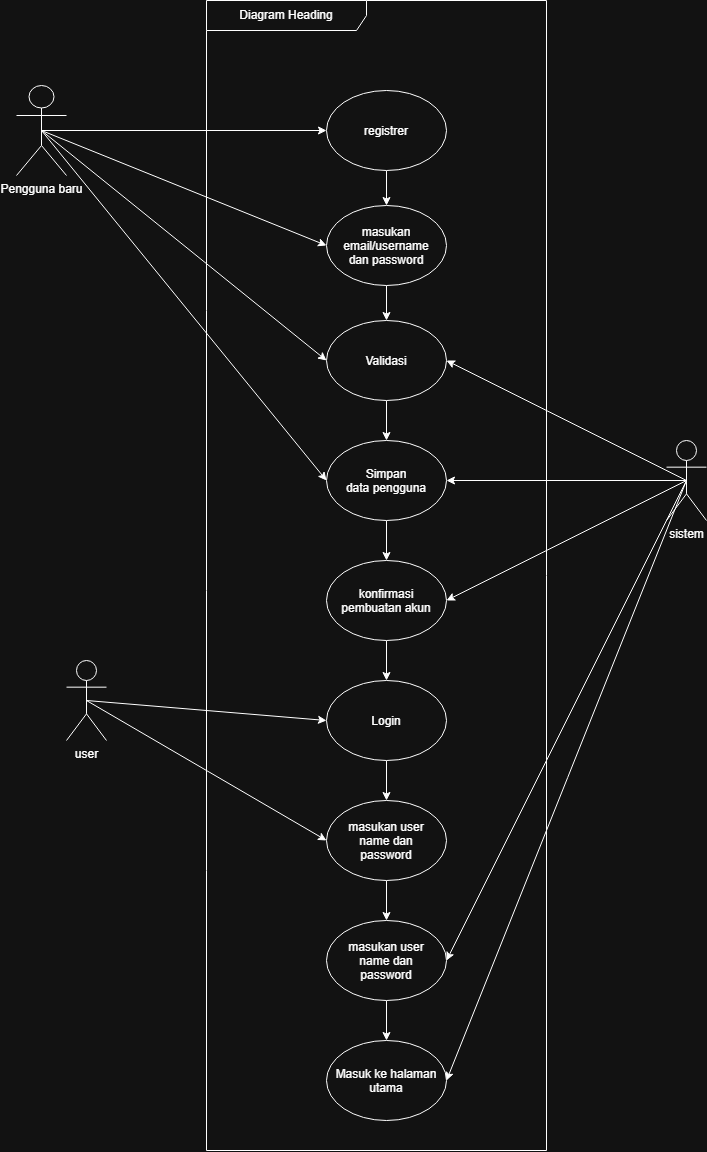 Diagram Heading
registrer
Pengguna baru
masukan
email/username
dan password
Validasi
Simpan
data pengguna
sistem
konfirmasi
pembuatan akun
Login
user
masukan user
name dan
password
masukan user
name dan
password
Masuk ke halaman
utama